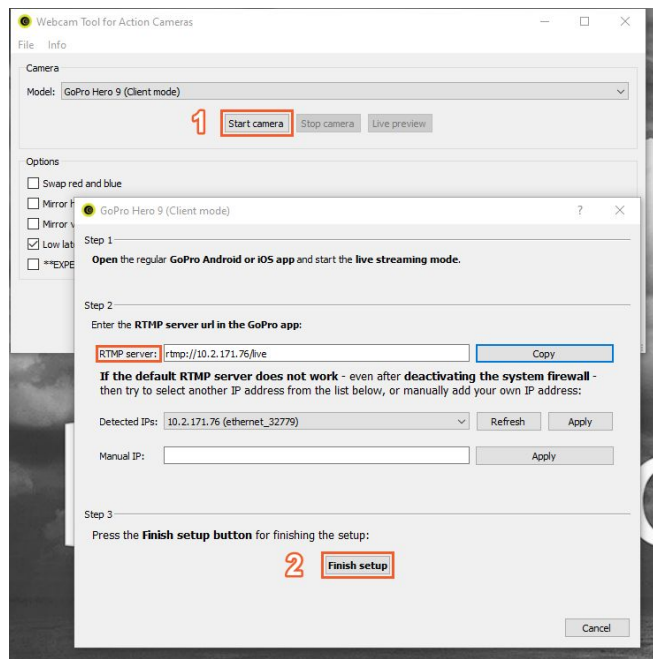 Webcam Tool for Action Cameras
File Info
Camera
Model: GoPro Hero 9 (Client mode)
1 Start camera Stop camera Live preview
Options
Swap red and blue
Mirror
Mirror
Low
**EXPE
GoPro Hero 9 (Client mode)
Step 1
Open the regular GoPro Android or iOS app and start the live streaming mode.
Step 2
Enter the RTMP server url in the GoPro app:
RTMP server: rtmp://10.2.171.76/live Copy
If the default RTMP server does not work - even after deactivating the system firewall -
then try to select another IP address from the list below, or manually add your own IP address:
Detected IPs: 10.2.171.76 (ethernet_32779) Refresh Apply
Manual IP: Apply
Step 3
Press the Finish setup button for finishing the setup:
2 Finish setup
Cancel